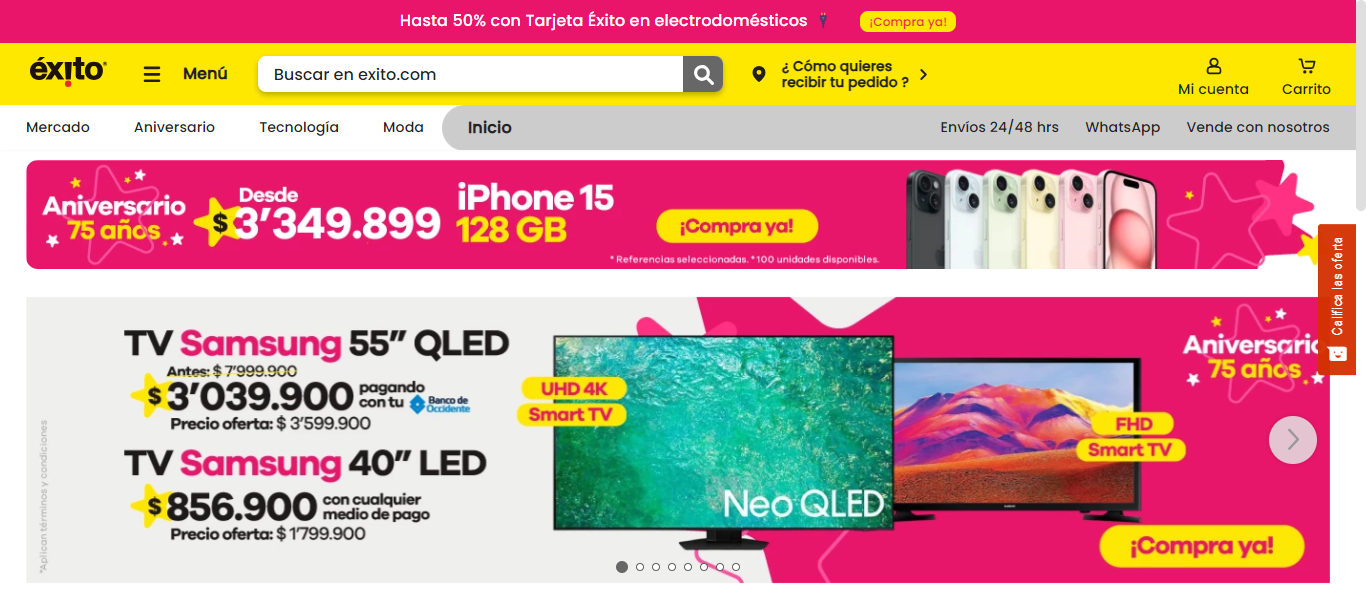 Hasta 50% con Tarjeta Éxito en electrodomésticos
¡Compra ya!
éxito
Menú
Buscar en exito.com
¿ Cómo quieres
recibir tu pedido ?
Mi cuenta
Carrito
Mercado
Aniversario
Tecnología
Moda
Inicio
Envíos 24/48 hrs
WhatsApp
Vende con nosotros
Aniversario
75 años.
Desde
$3'349.899
iPhone 15
128 GB
¡Compra ya!
* Referencias seleccionadas. *100 unidades disponibles.
Califica las oferta
TV Samsung 55” QLED
Antes: $ 7'999.900
$3'039.900 pagando
con tu Banco de
Occidente
Precio oferta: $ 3'599.900
TV Samsung 40” LED
$856.900 con cualquier
medio de pago
Precio oferta: $ 1'799.900
*Aplican términos y condiciones
UHD 4K
Smart TV
Neo QLED
FHD
Smart TV
SAMSUNG
Aniversario
75 años.
¡Compra ya!